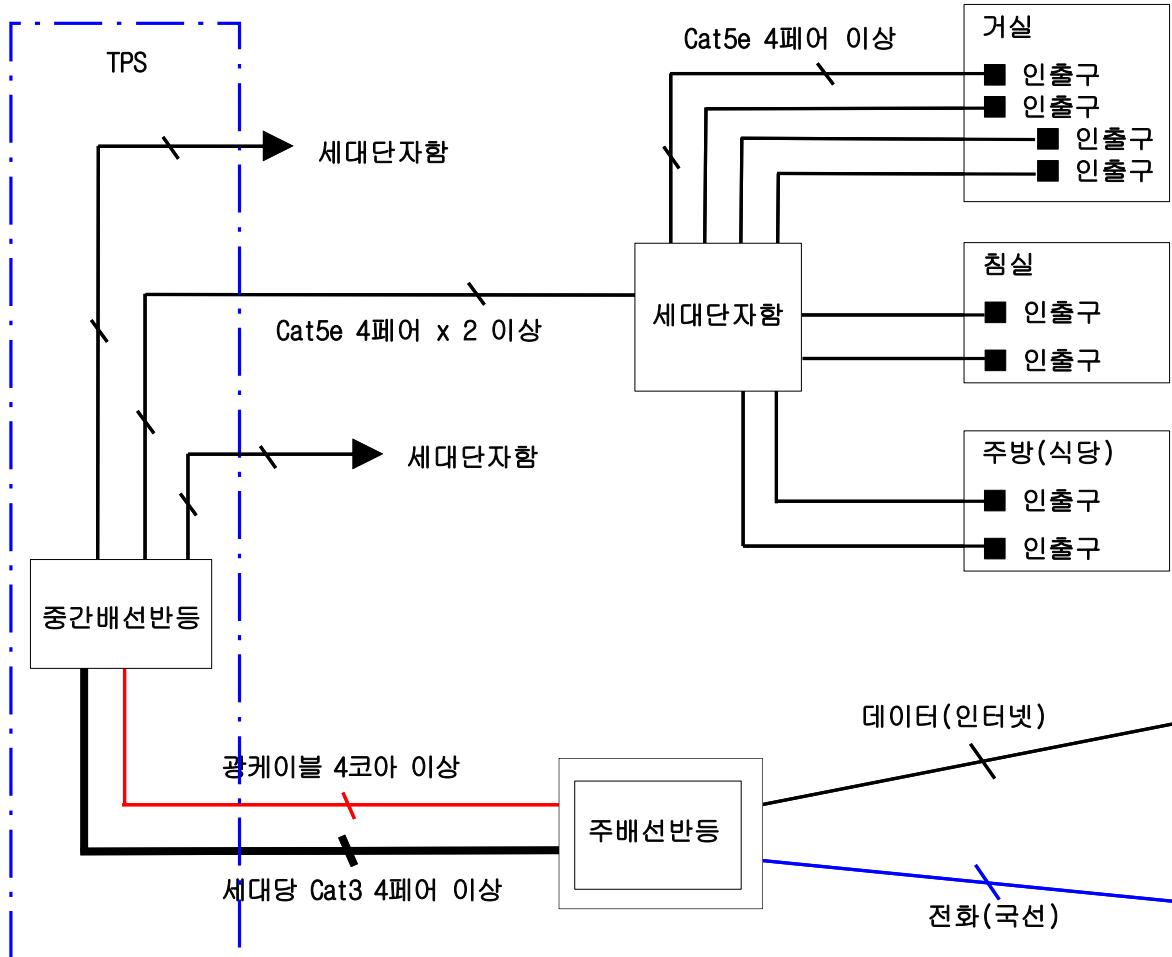 TPS
Cat5e 4페어 이상
거실
인출구
인출구
인출구
인출구
세대단자함
침실
인출구
인출구
세대단자함
Cat5e 4페어 x 2 이상
세대단자함
주방(식당)
인출구
인출구
중간배선반등
데이터(인터넷)
광케이블 4코아 이상
주배선반등
세대당 Cat3 4페어 이상
전화(국선)